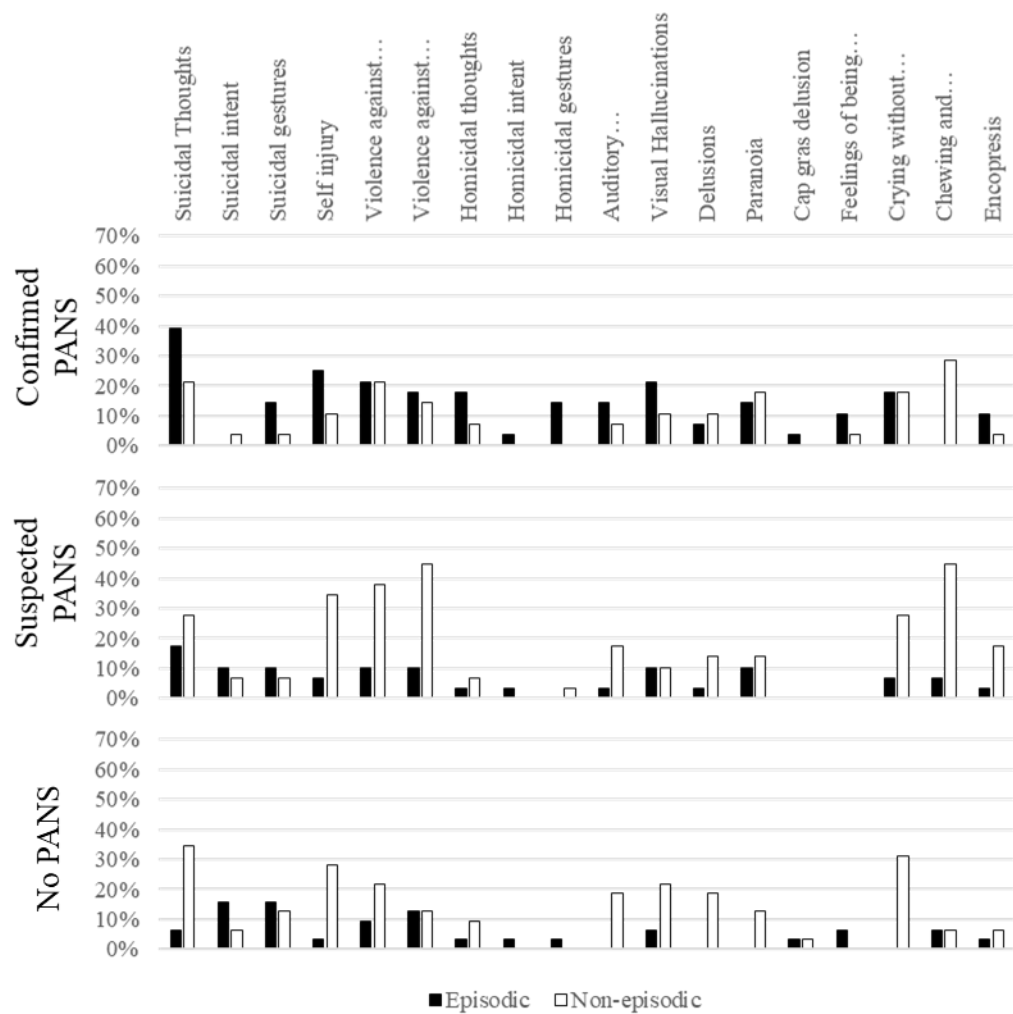 Suicidal Thoughts
Suicidal intent
Suicidal gestures
Self injury
Violence against…
Violence against…
Homicidal thoughts
Homicidal intent
Homicidal gestures
Auditory…
Visual Hallucinations
Delusions
Paranoia
Cap gras delusion
Feelings of being…
Crying without…
Chewing and…
Encopresis
Confirmed
PANS
70%
60%
50%
40%
30%
20%
10%
0%
Suspected
PANS
70%
60%
50%
40%
30%
20%
10%
0%
No PANS
70%
60%
50%
40%
30%
20%
10%
0%
Episodic Non-episodic